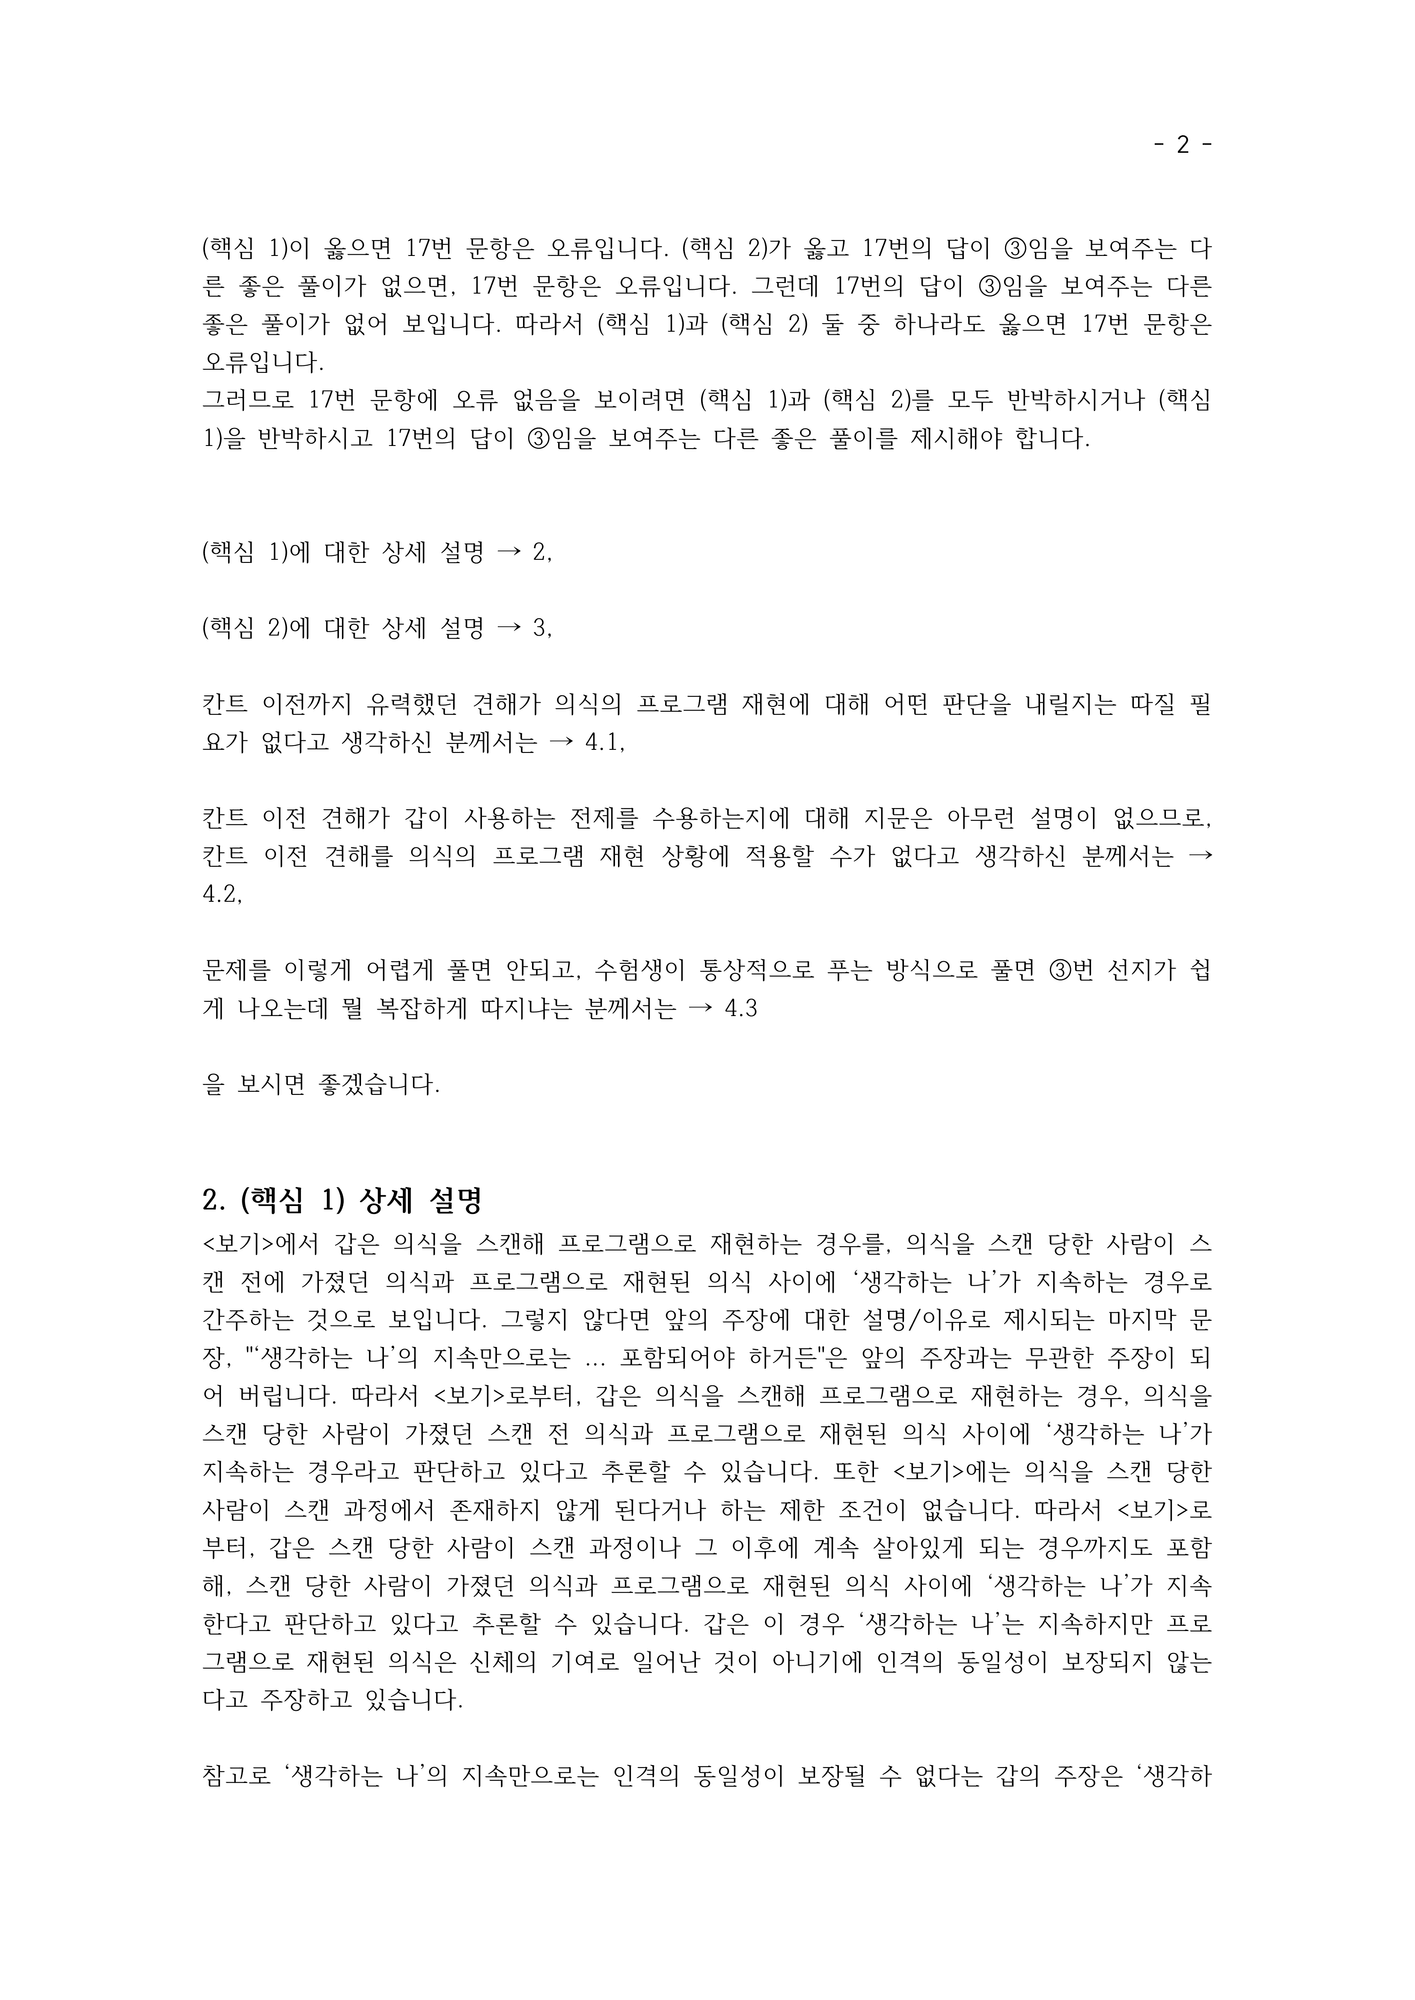 - 2 -
(핵심 1)이 옳으면 17번 문항은 오류입니다. (핵심 2)가 옳고 17번의 답이 ③임을 보여주는 다
른 좋은 풀이가 없으면, 17번 문항은 오류입니다. 그런데 17번의 답이 ③임을 보여주는 다른
좋은 풀이가 없어 보입니다. 따라서 (핵심 1)과 (핵심 2) 둘 중 하나라도 옳으면 17번 문항은
오류입니다.
그러므로 17번 문항에 오류 없음을 보이려면 (핵심 1)과 (핵심 2)를 모두 반박하시거나 (핵심
1)을 반박하시고 17번의 답이 ③임을 보여주는 다른 좋은 풀이를 제시해야 합니다.
(핵심 1)에 대한 상세 설명 → 2,
(핵심 2)에 대한 상세 설명 → 3,
칸트 이전까지 유력했던 견해가 의식의 프로그램 재현에 대해 어떤 판단을 내릴지는 따질 필
요가 없다고 생각하신 분께서는 → 4.1,
칸트 이전 견해가 갑이 사용하는 전제를 수용하는지에 대해 지문은 아무런 설명이 없으므로,
칸트 이전 견해를 의식의 프로그램 재현 상황에 적용할 수가 없다고 생각하신 분께서는 →
4.2,
문제를 이렇게 어렵게 풀면 안되고, 수험생이 통상적으로 푸는 방식으로 풀면 ③번 선지가 쉽
게 나오는데 뭘 복잡하게 따지냐는 분께서는 → 4.3
을 보시면 좋겠습니다.
2. (핵심 1) 상세 설명
<보기>에서 갑은 의식을 스캔해 프로그램으로 재현하는 경우를, 의식을 스캔 당한 사람이 스
캔 전에 가졌던 의식과 프로그램으로 재현된 의식 사이에 ‘생각하는 나’가 지속하는 경우로
간주하는 것으로 보입니다. 그렇지 않다면 앞의 주장에 대한 설명/이유로 제시되는 마지막 문
장, "‘생각하는 나’의 지속만으로는 … 포함되어야 하거든"은 앞의 주장과는 무관한 주장이 되
어 버립니다. 따라서 <보기>로부터, 갑은 의식을 스캔해 프로그램으로 재현하는 경우, 의식을
스캔 당한 사람이 가졌던 스캔 전 의식과 프로그램으로 재현된 의식 사이에 ‘생각하는 나’가
지속하는 경우라고 판단하고 있다고 추론할 수 있습니다. 또한 <보기>에는 의식을 스캔 당한
사람이 스캔 과정에서 존재하지 않게 된다거나 하는 제한 조건이 없습니다. 따라서 <보기>로
부터, 갑은 스캔 당한 사람이 스캔 과정이나 그 이후에 계속 살아있게 되는 경우까지도 포함
해, 스캔 당한 사람이 가졌던 의식과 프로그램으로 재현된 의식 사이에 ‘생각하는 나’가 지속
한다고 판단하고 있다고 추론할 수 있습니다. 갑은 이 경우 ‘생각하는 나’는 지속하지만 프로
그램으로 재현된 의식은 신체의 기여로 일어난 것이 아니기에 인격의 동일성이 보장되지 않는
다고 주장하고 있습니다.
참고로 ‘생각하는 나’의 지속만으로는 인격의 동일성이 보장될 수 없다는 갑의 주장은 ‘생각하